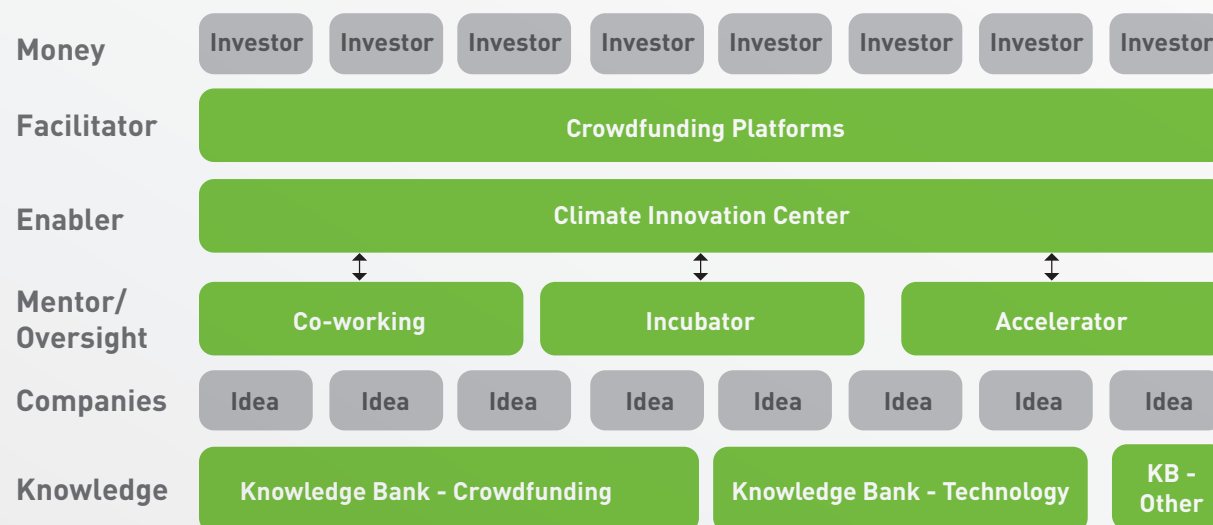 Money
Investor Investor Investor Investor Investor Investor Investor Investor
Facilitator
Crowdfunding Platforms
Enabler
Climate Innovation Center
Mentor/
Oversight
Co-working Incubator Accelerator
Companies
Idea Idea Idea Idea Idea Idea Idea Idea
Knowledge
Knowledge Bank - Crowdfunding
Knowledge Bank - Technology
KB -
Other